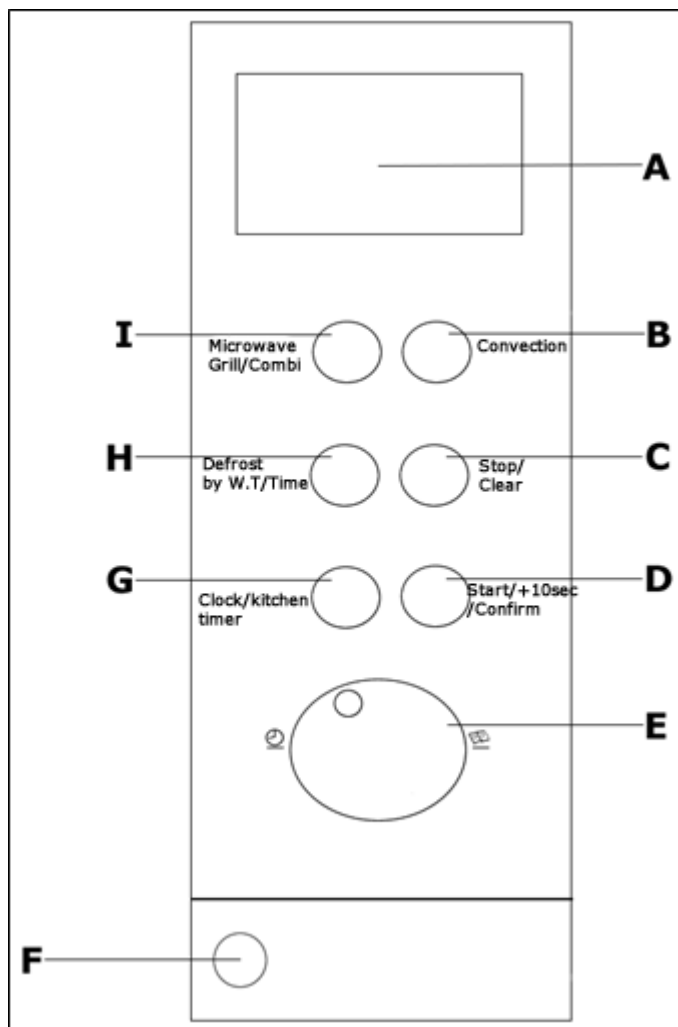 A
I
Microwave
Grill/Combi
Convection
B
H
Defrost
by W.T/Time
Stop/
Clear
C
G
Clock/kitchen
timer
Start/+10sec
/Confirm
D
E
F